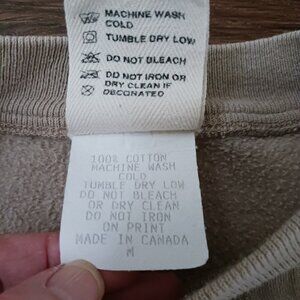 MACHINE WASH
COLD
TUMBLE DRY LOW
DO NOT BLEACH
DO NOT IRON OR
DRY CLEAN IF
DECORATED
100% COTTON
MACHINE WASH
COLD
TUMBLE DRY LOW
DO NOT BLEACH
OR DRY CLEAN
DO NOT IRON
ON PRINT
MADE IN CANADA
M